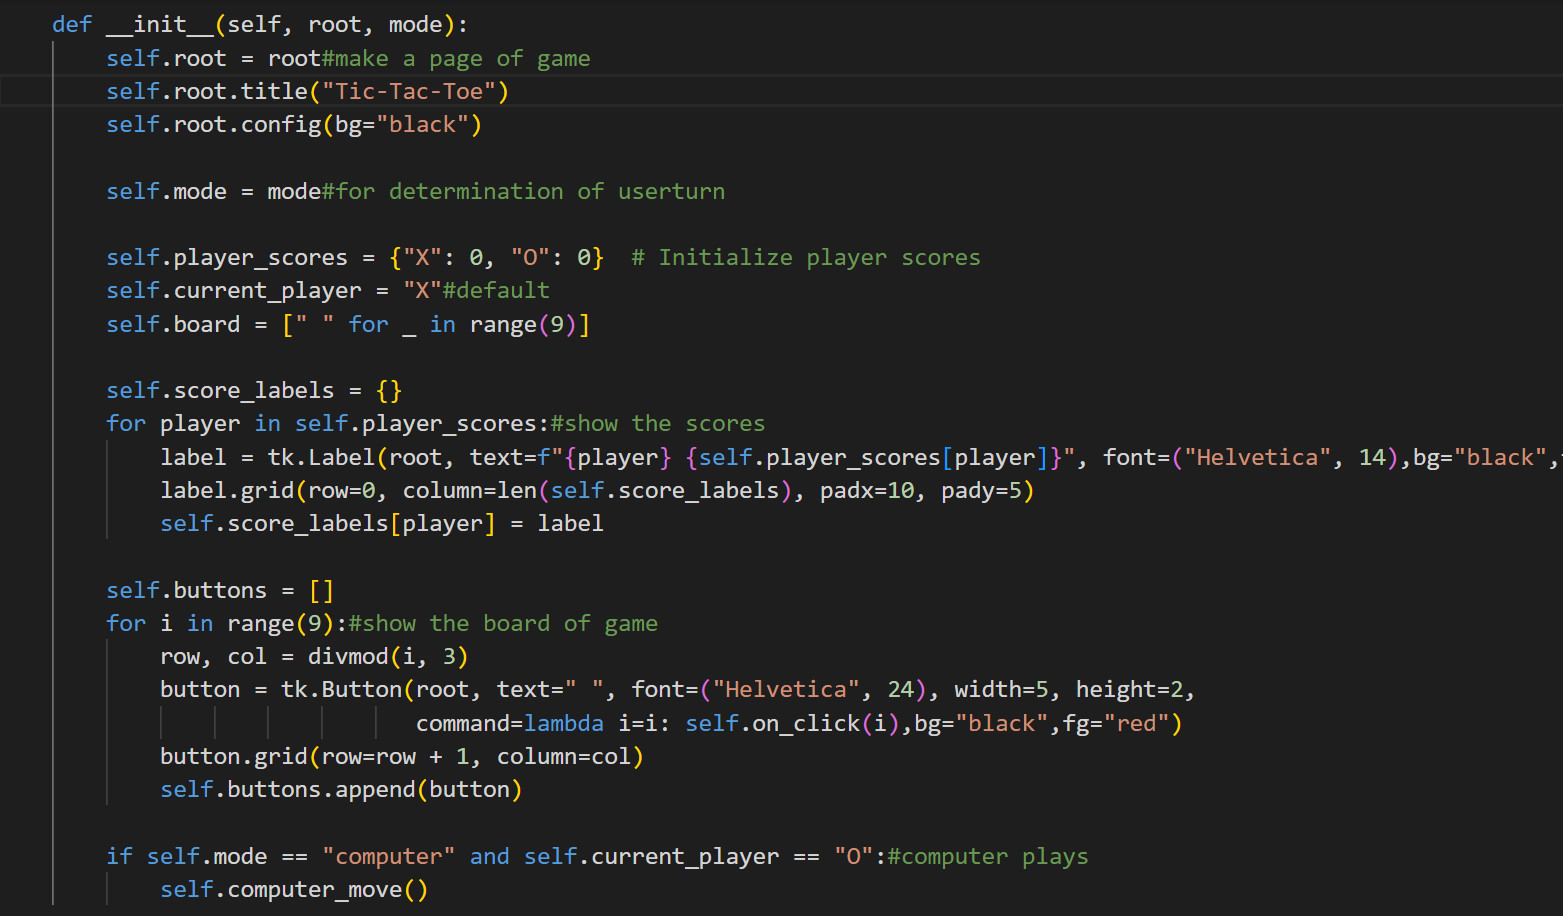 def __init__(self, root, mode):
    self.root = root#make a page of game
    self.root.title("Tic-Tac-Toe")
    self.root.config(bg="black")

    self.mode = mode#for determination of userturn

    self.player_scores = {"X": 0, "O": 0}  # Initialize player scores
    self.current_player = "X"#default
    self.board = [" " for _ in range(9)]

    self.score_labels = {}
    for player in self.player_scores:#show the scores
        label = tk.Label(root, text=f"{player} {self.player_scores[player]}", font=("Helvetica", 14),bg="black",
        label.grid(row=0, column=len(self.score_labels), padx=10, pady=5)
        self.score_labels[player] = label

    self.buttons = []
    for i in range(9):#show the board of game
        row, col = divmod(i, 3)
        button = tk.Button(root, text=" ", font=("Helvetica", 24), width=5, height=2,
                           command=lambda i=i: self.on_click(i),bg="black",fg="red")
        button.grid(row=row + 1, column=col)
        self.buttons.append(button)

    if self.mode == "computer" and self.current_player == "O":#computer plays
        self.computer_move()